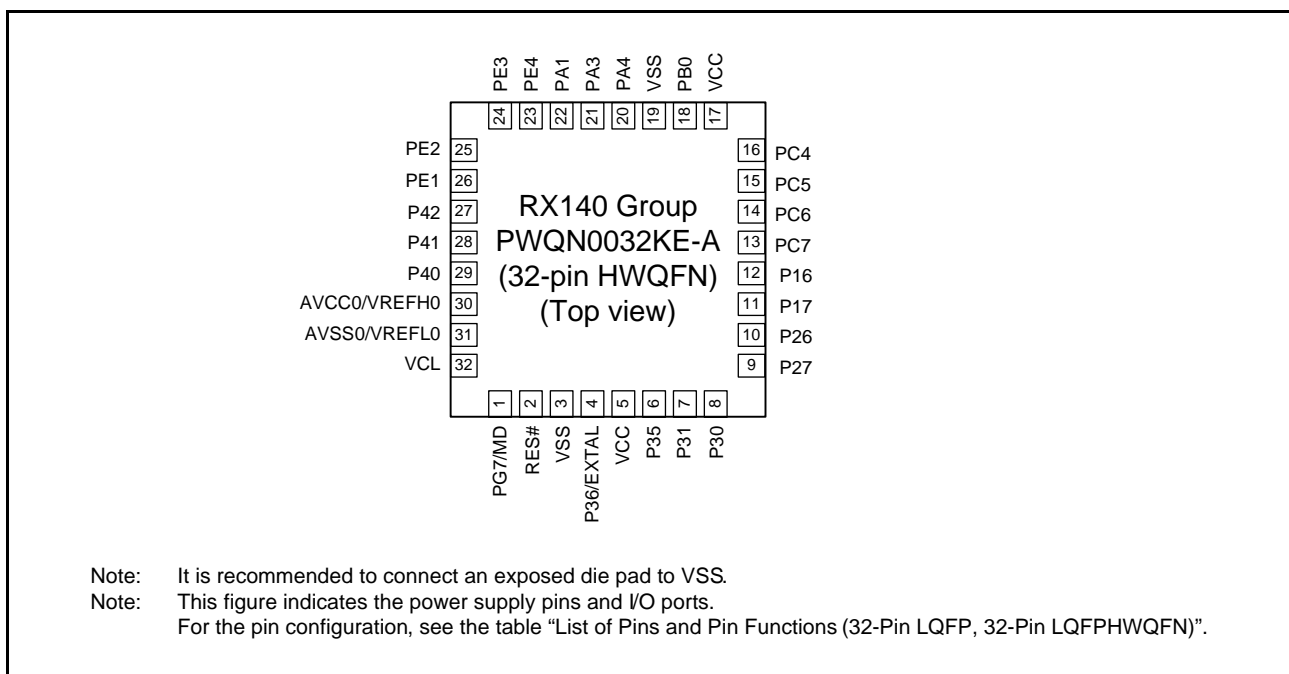 PE3 PE4 PA1 PA3 PA4 VSS PB0 VCC
24 23 22 21 20 19 18 17
PE2 25 16 PC4
PE1 26 15 PC5
P42 27 14 PC6
P41 28 13 PC7
P40 29 12 P16
AVCC0/VREFH0 30 11 P17
AVSS0/VREFL0 31 10 P26
VCL 32 9 P27
RX140 Group
PWQN0032KE-A
(32-pin HWQFN)
(Top view)
1 2 3 4 5 6 7 8
PG7/MD RES# VSS P36/EXTAL VCC P35 P31 P30
Note: It is recommended to connect an exposed die pad to VSS.
Note: This figure indicates the power supply pins and I/O ports.
For the pin configuration, see the table “List of Pins and Pin Functions (32-Pin LQFP, 32-Pin LQFPHWQFN)”.